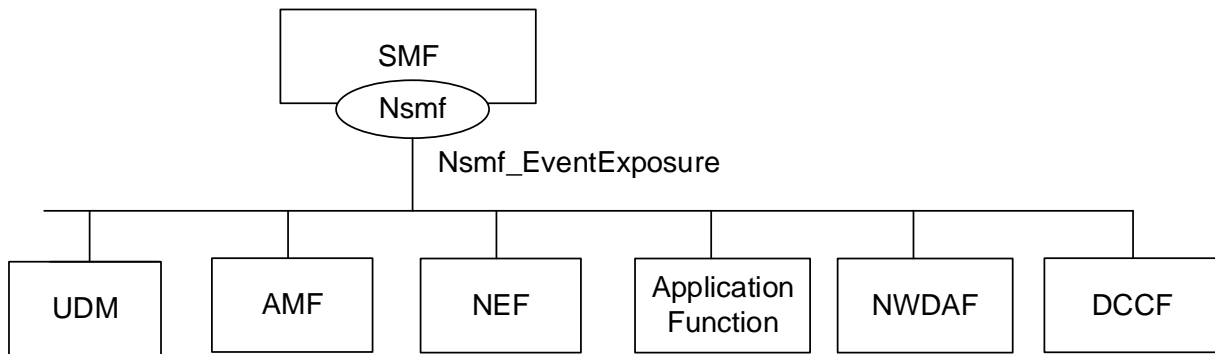 SMF
Nsmf
Nsmf_EventExposure
UDM
AMF
NEF
Application
Function
NWDAF
DCCF